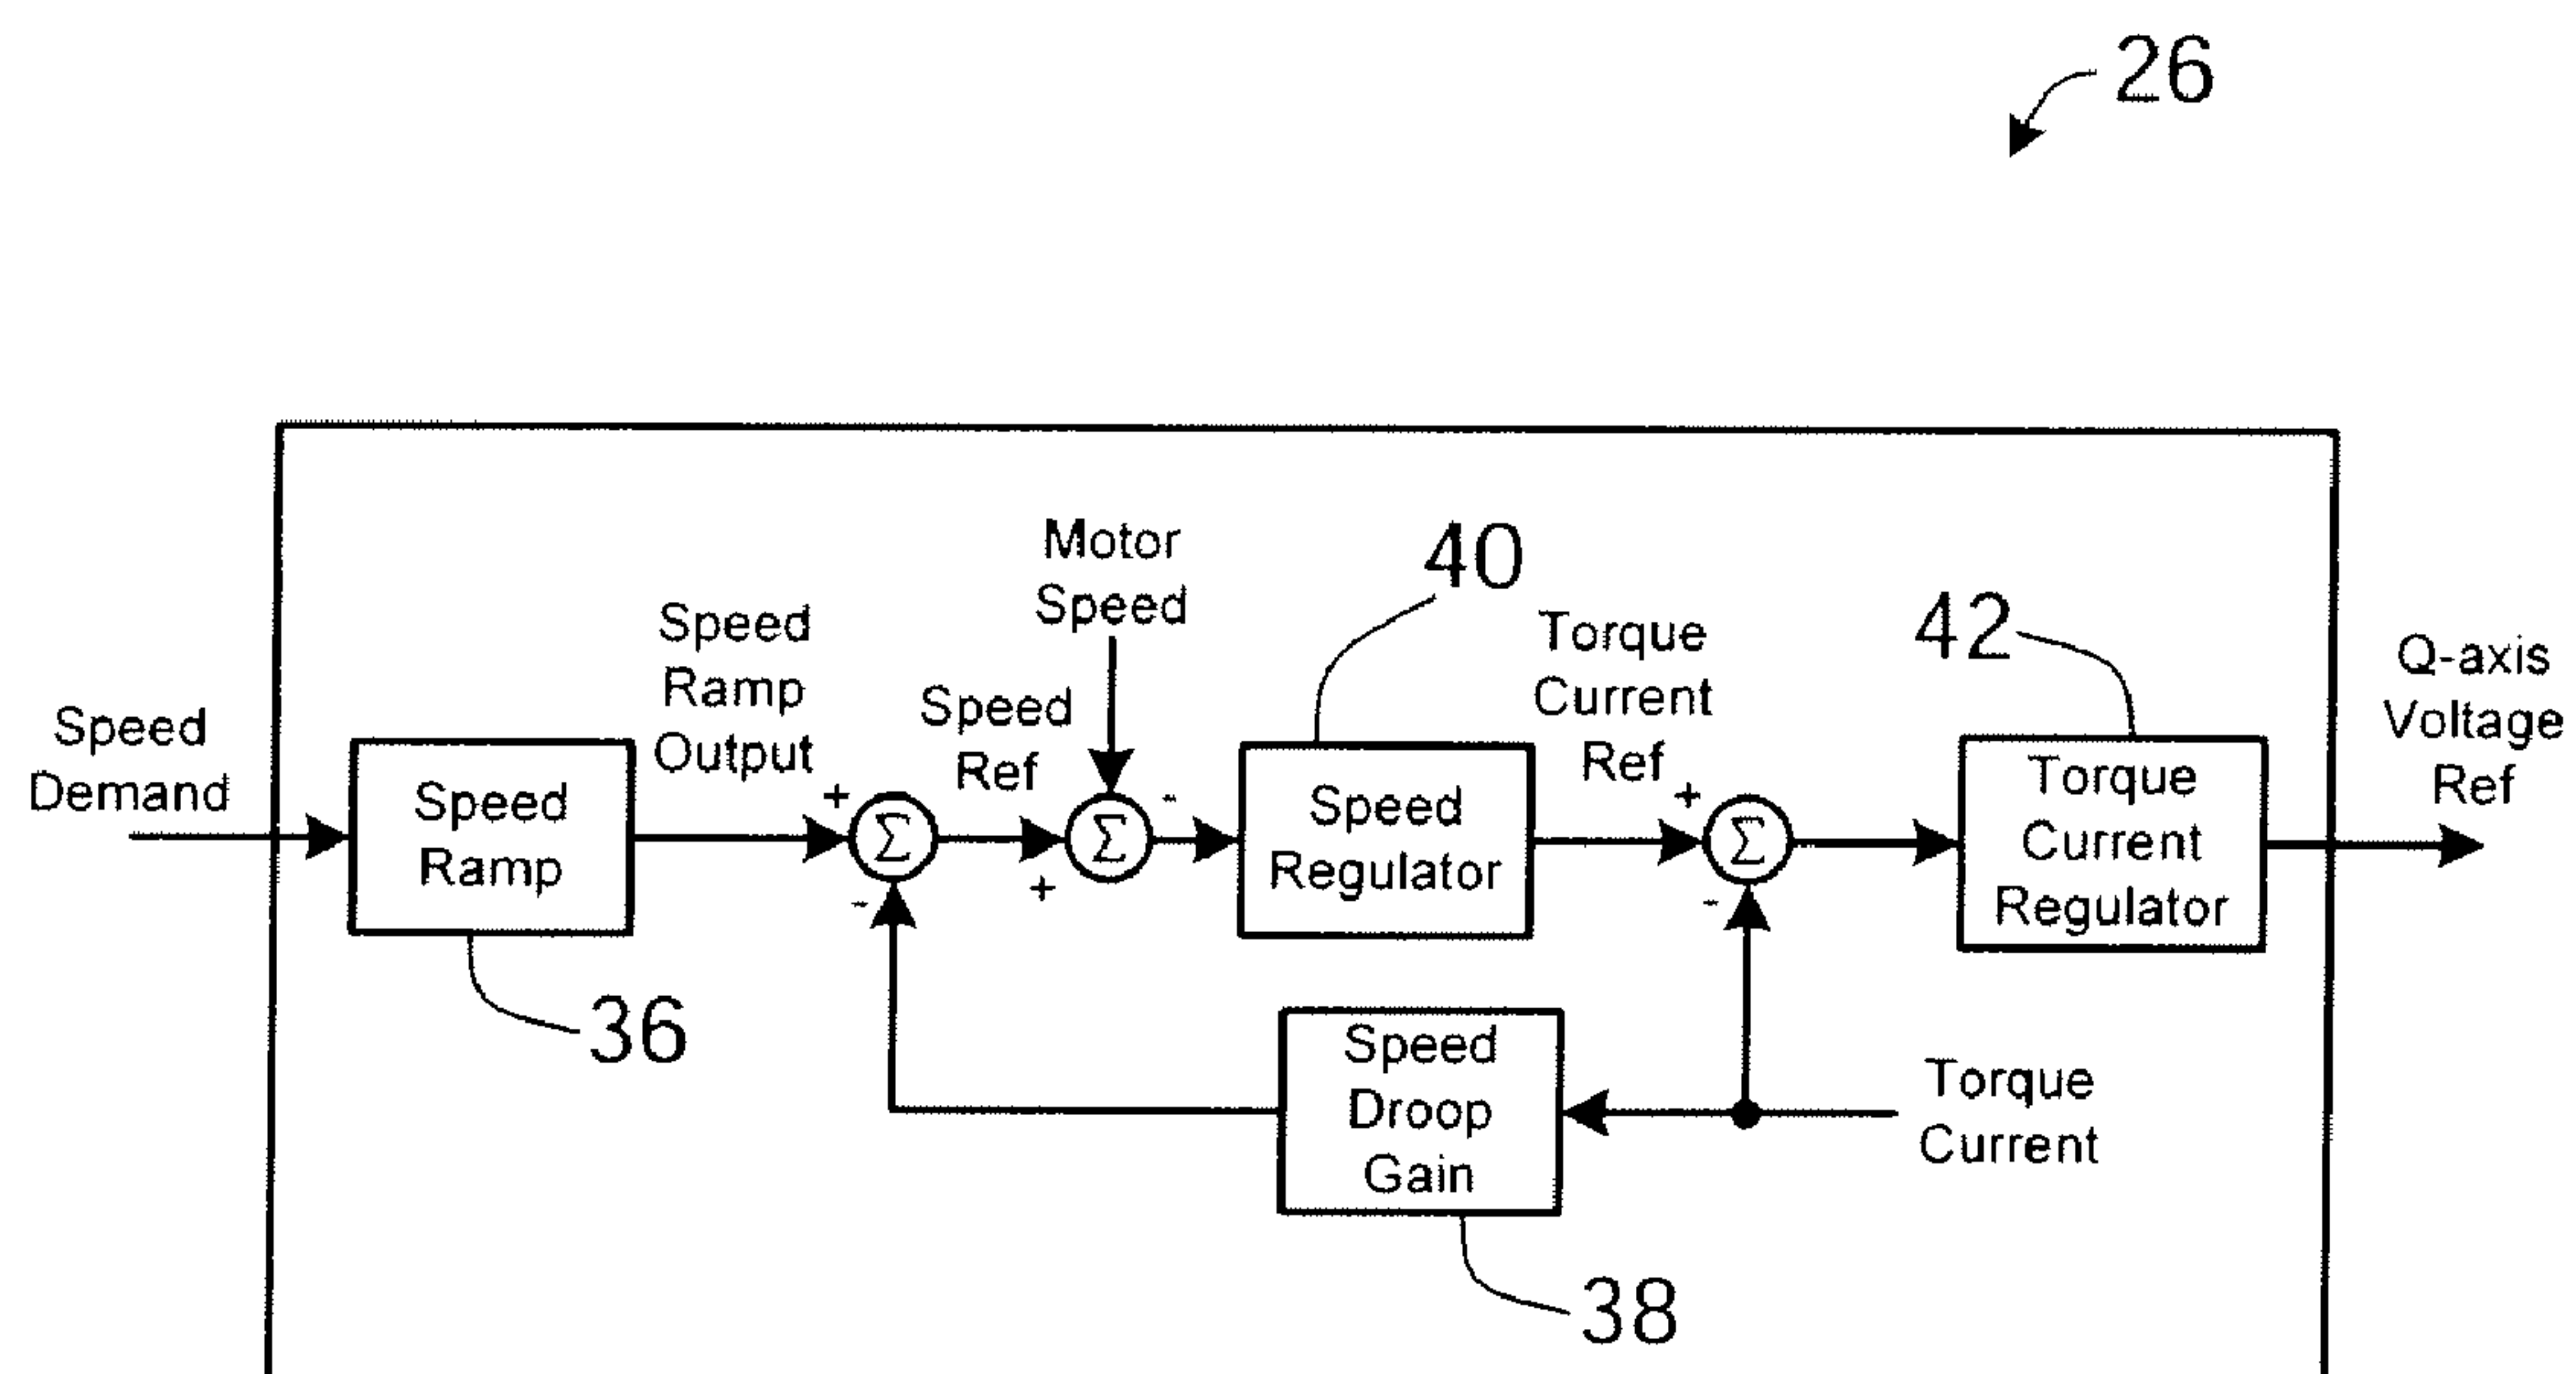 26
Motor
Speed
40
Speed
Ramp
Output
Speed
Ref
Torque
Current
Ref
42
Q-axis
Voltage
Ref
Speed
Demand
Speed
Ramp
+
-
Σ
+
-
Σ
Speed
Regulator
+
-
Σ
Torque
Current
Regulator
36
Speed
Droop
Gain
Torque
Current
38